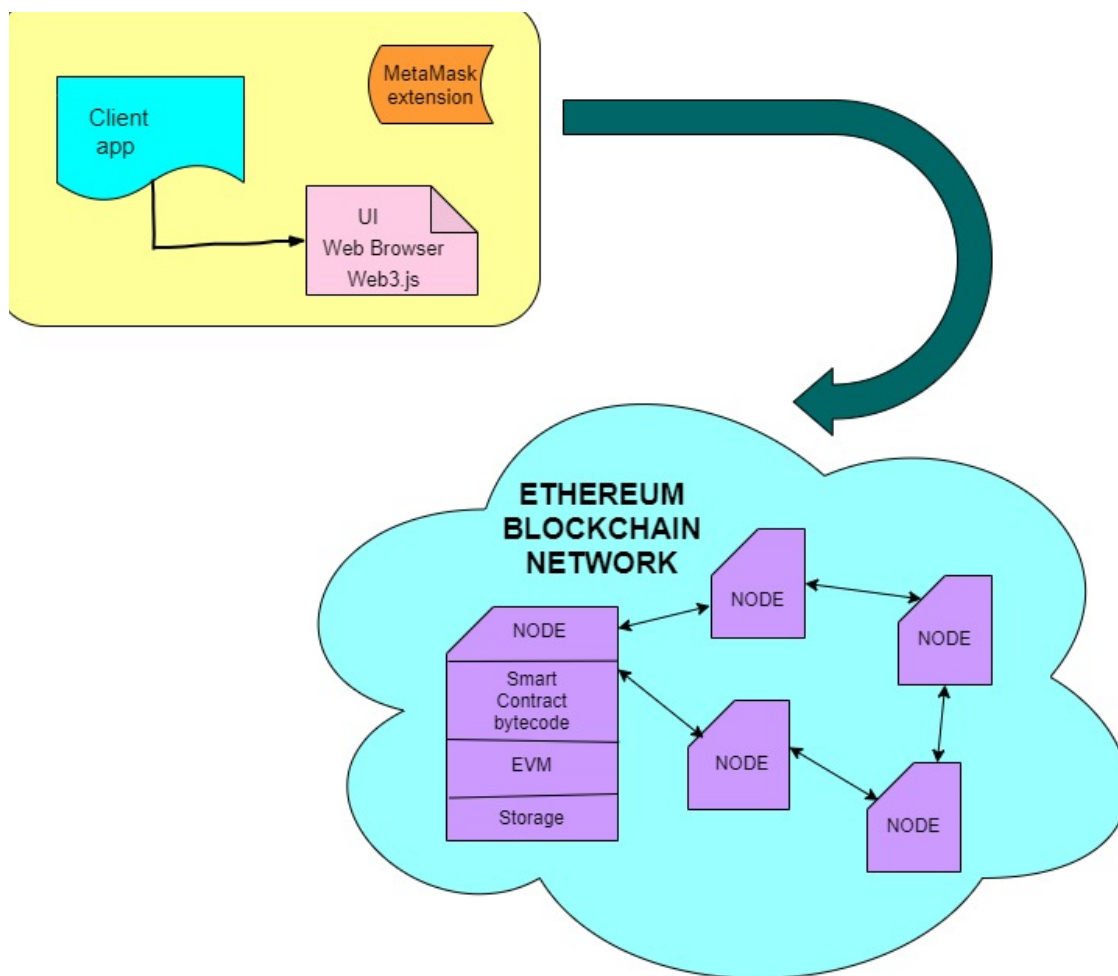 MetaMask
extension
Client
app
UI
Web Browser
Web3.js
ETHEREUM
BLOCKCHAIN
NETWORK
NODE
NODE
NODE
Smart
Contract
bytecode
NODE
EVM
NODE
Storage